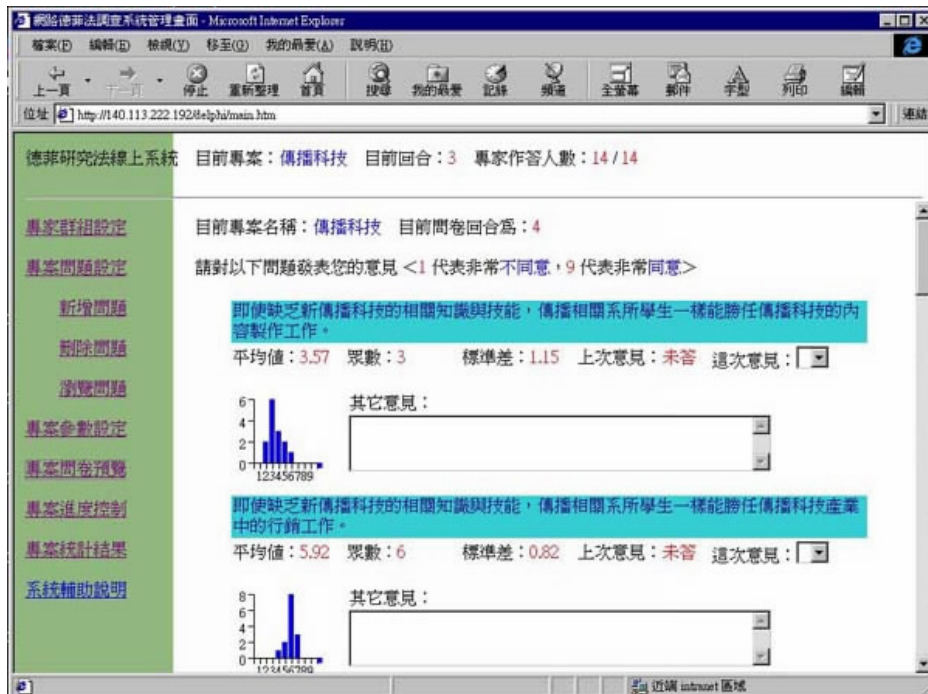 網路德菲法調查系統管理畫面 - Microsoft Internet Explorer
檔案(F) 編輯(E) 檢視(V) 移至(G) 我的最愛(A) 說明(H)
上一頁 下一頁 停止 重新整理 首頁 搜尋 我的最愛 記錄 頻道 全螢幕 郵件 字型 列印 編輯
位址 http://140.113.222.192/delphi/main.htm 連結
德菲研究法線上系統 目前專案：傳播科技 目前回合：3 專家作答人數：14 / 14
專家群組設定
專案問題設定
新增問題
刪除問題
瀏覽問題
專案參數設定
專案問卷預覽
專案進度控制
專案統計結果
系統輔助說明
目前專案名稱：傳播科技 目前問卷回合為：4
請對以下問題發表您的意見 <1 代表非常不同意，9 代表非常同意>
即使缺乏新傳播科技的相關知識與技能，傳播相關系所學生一樣能勝任傳播科技的內
容製作工作。
平均值：3.57 眾數：3 標準差：1.15 上次意見：未答 這次意見：
6
4
2
0
123456789
其它意見：
即使缺乏新傳播科技的相關知識與技能，傳播相關系所學生一樣能勝任傳播科技產業
中的行銷工作。
平均值：5.92 眾數：6 標準差：0.82 上次意見：未答 這次意見：
8
6
4
2
0
123456789
其它意見：
近端 intranet 區域